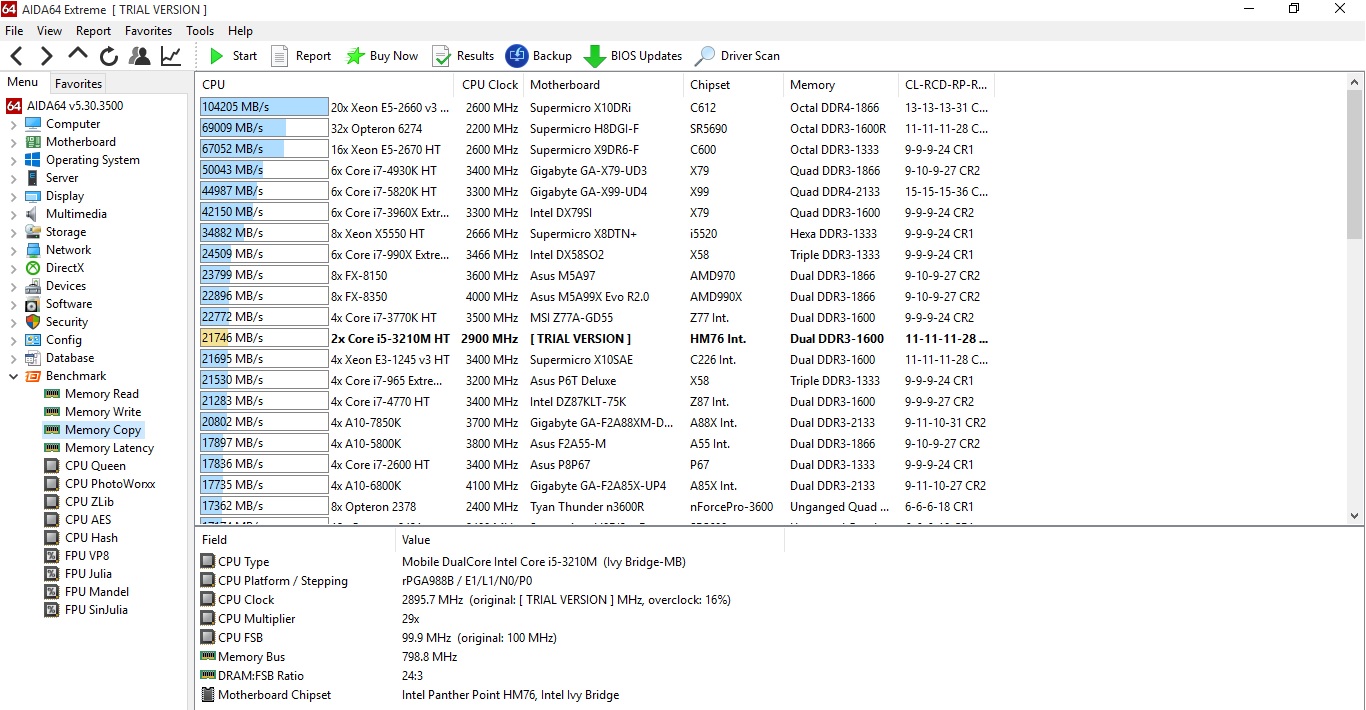 64 AIDA64 Extreme [ TRIAL VERSION ]
File View Report Favorites Tools Help
Start Report Buy Now Results Backup BIOS Updates Driver Scan
Menu Favorites
64 AIDA64 v5.30.3500
Computer
Motherboard
Operating System
Server
Display
Multimedia
Storage
Network
DirectX
Devices
Software
Security
Config
Database
Benchmark
Memory Read
Memory Write
Memory Copy
Memory Latency
CPU Queen
CPU PhotoWorxx
CPU ZLib
CPU AES
CPU Hash
FPU VP8
FPU Julia
FPU Mandel
FPU SinJulia
CPU CPU Clock Motherboard Chipset Memory CL-RCD-RP-R...
104205 MB/s 20x Xeon E5-2660 v3 ... 2600 MHz Supermicro X10DRi C612 Octal DDR4-1866 13-13-13-31 C...
69009 MB/s 32x Opteron 6274 2200 MHz Supermicro H8DGI-F SR5690 Octal DDR3-1600R 11-11-11-28 C...
67052 MB/s 16x Xeon E5-2670 HT 2600 MHz Supermicro X9DR6-F C600 Octal DDR3-1333 9-9-9-24 CR1
50043 MB/s 6x Core i7-4930K HT 3400 MHz Gigabyte GA-X79-UD3 X79 Quad DDR3-1866 9-10-9-27 CR2
44987 MB/s 6x Core i7-5820K HT 3300 MHz Gigabyte GA-X99-UD4 X99 Quad DDR4-2133 15-15-15-36 C...
42150 MB/s 6x Core i7-3960X Extr... 3300 MHz Intel DX79SI X79 Quad DDR3-1600 9-9-9-24 CR2
34882 MB/s 8x Xeon X5550 HT 2666 MHz Supermicro X8DTN+ i5520 Hexa DDR3-1333 9-9-9-24 CR1
24509 MB/s 6x Core i7-990X Extre... 3466 MHz Intel DX58SO2 X58 Triple DDR3-1333 9-9-9-24 CR1
23799 MB/s 8x FX-8150 3600 MHz Asus M5A97 AMD970 Dual DDR3-1866 9-10-9-27 CR2
22896 MB/s 8x FX-8350 4000 MHz Asus M5A99X Evo R2.0 AMD990X Dual DDR3-1866 9-10-9-27 CR2
22772 MB/s 4x Core i7-3770K HT 3500 MHz MSI Z77A-GD55 Z77 Int. Dual DDR3-1600 9-9-9-24 CR2
21746 MB/s 2x Core i5-3210M HT 2900 MHz [ TRIAL VERSION ] HM76 Int. Dual DDR3-1600 11-11-11-28 ...
21695 MB/s 4x Xeon E3-1245 v3 HT 3400 MHz Supermicro X10SAE C226 Int. Dual DDR3-1600 11-11-11-28 C...
21530 MB/s 4x Core i7-965 Extre... 3200 MHz Asus P6T Deluxe X58 Triple DDR3-1333 9-9-9-24 CR1
21283 MB/s 4x Core i7-4770 HT 3400 MHz Intel DZ87KLT-75K Z87 Int. Dual DDR3-1600 9-9-9-27 CR2
20802 MB/s 4x A10-7850K 3700 MHz Gigabyte GA-F2A88XM-D... A88X Int. Dual DDR3-2133 9-11-10-31 CR2
17897 MB/s 4x A10-5800K 3800 MHz Asus F2A55-M A55 Int. Dual DDR3-1866 9-10-9-27 CR2
17836 MB/s 4x Core i7-2600 HT 3400 MHz Asus P8P67 P67 Dual DDR3-1333 9-9-9-24 CR1
17735 MB/s 4x A10-6800K 4100 MHz Gigabyte GA-F2A85X-UP4 A85X Int. Dual DDR3-2133 9-11-10-27 CR2
17362 MB/s 8x Opteron 2378 2400 MHz Tyan Thunder n3600R nForcePro-3600 Unganged Quad ... 6-6-6-18 CR1
Field Value
CPU Type Mobile DualCore Intel Core i5-3210M (Ivy Bridge-MB)
CPU Platform / Stepping rPGA988B / E1/L1/N0/P0
CPU Clock 2895.7 MHz (original: [ TRIAL VERSION ] MHz, overclock: 16%)
CPU Multiplier 29x
CPU FSB 99.9 MHz (original: 100 MHz)
Memory Bus 798.8 MHz
DRAM:FSB Ratio 24:3
Motherboard Chipset Intel Panther Point HM76, Intel Ivy Bridge